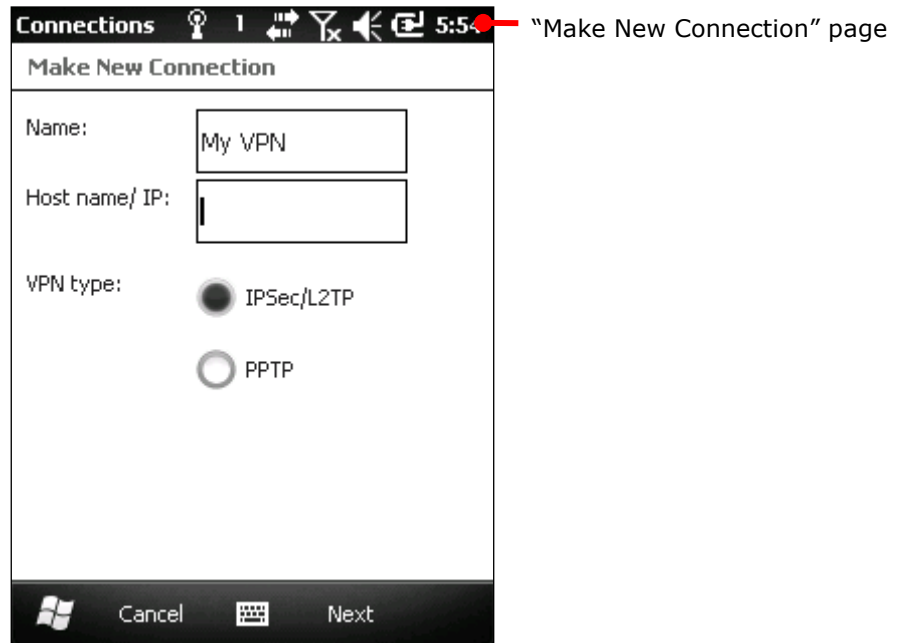 Connections 1 5:54
“Make New Connection” page
Make New Connection
Name:
My VPN
Host name/ IP:
VPN type:
IPSec/L2TP
PPTP
Cancel Next